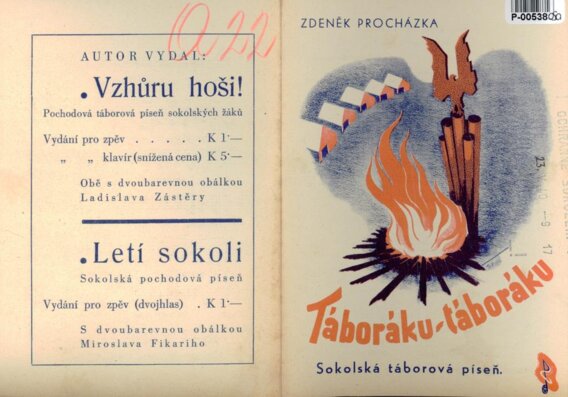 Q 22
AUTOR VYDAL:
. Vzhůru hoši!
Pochodová táborová píseň sokolských žáků
Vydání pro zpěv . . . . . K 1·—
„ „ klavír (snížená cena) K 5·—
Obě s dvoubarevnou obálkou
Ladislava Zástěry
. Letí sokoli
Sokolská pochodová píseň
Vydání pro zpěv (dvojhlas) . K 1·—
S dvoubarevnou obálkou
Miroslava Fikariho
ZDENĚK PROCHÁZKA
Táboráku-táboráku
Sokolská táborová píseň.